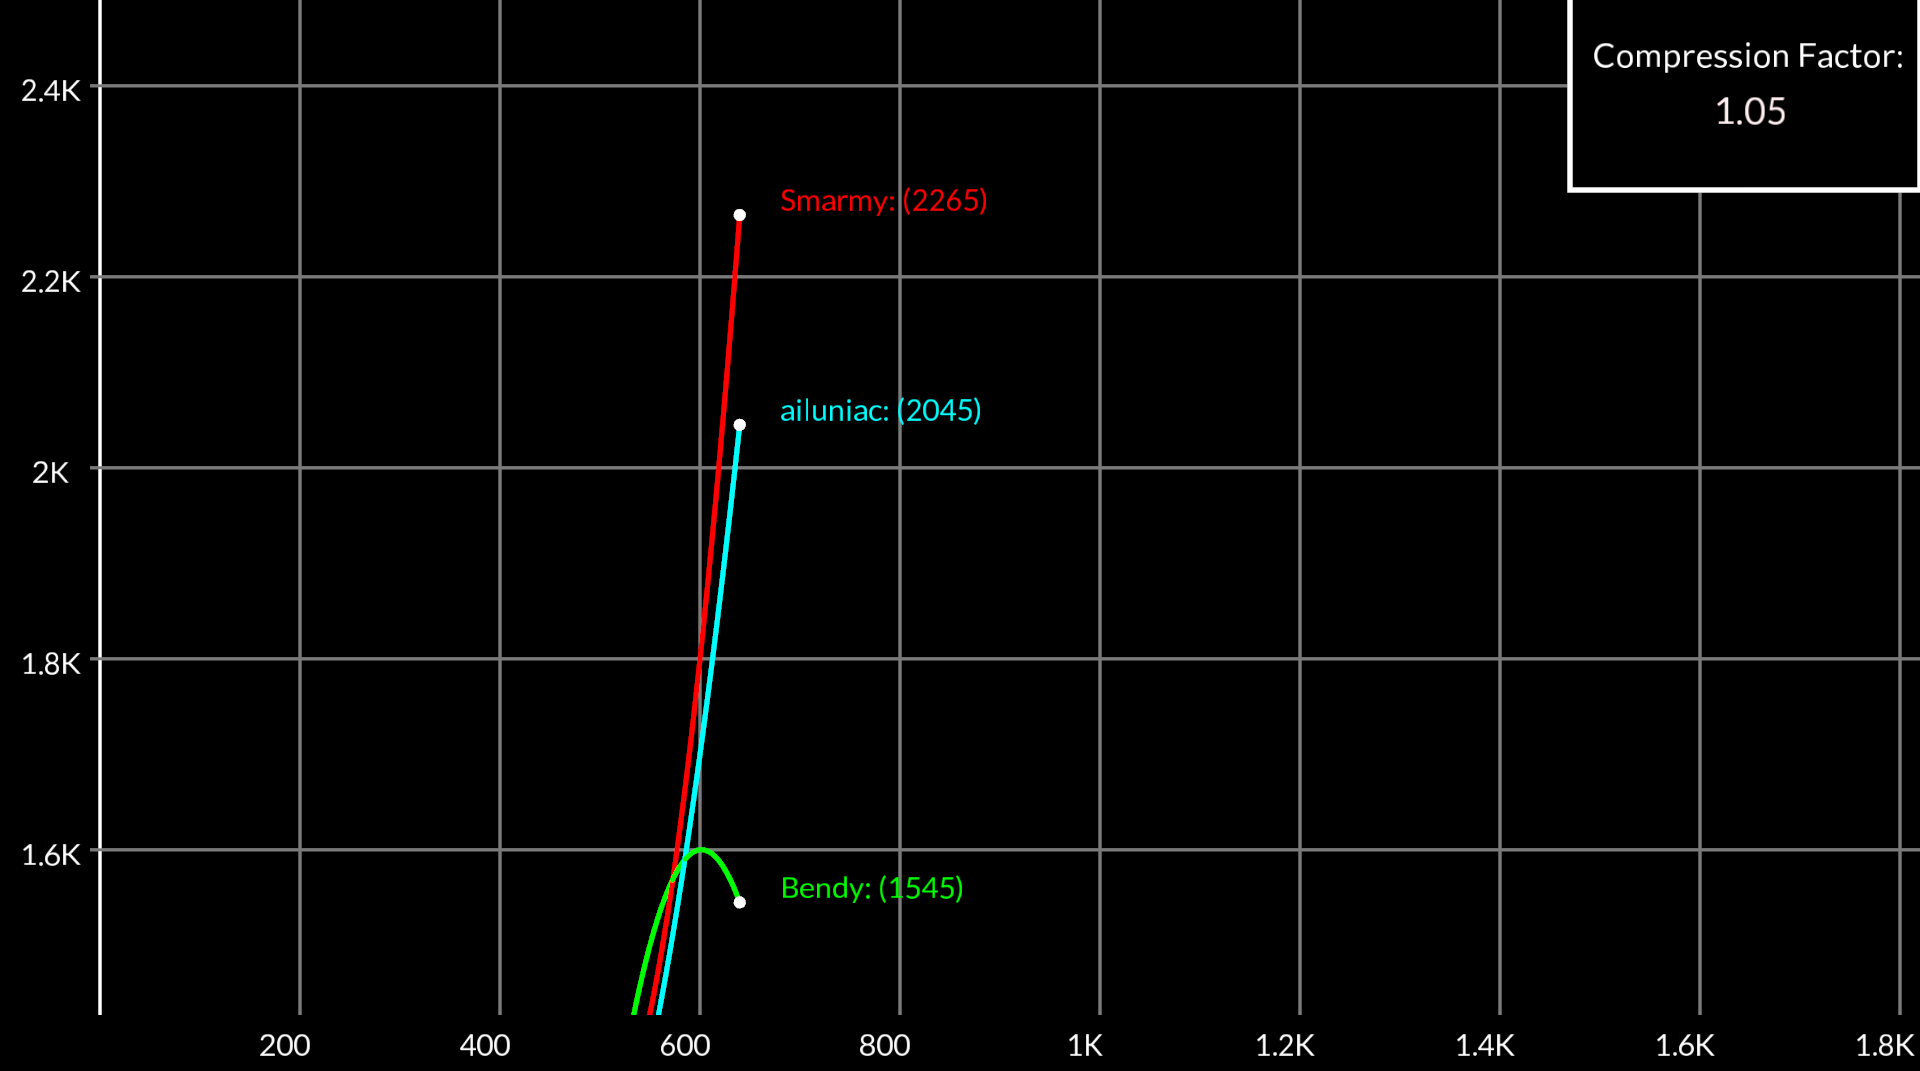 Compression Factor:
1.05
2.4K
Smarmy: (2265)
2.2K
ailuniac: (2045)
2K
1.8K
1.6K
Bendy: (1545)
200 400 600 800 1K 1.2K 1.4K 1.6K 1.8K